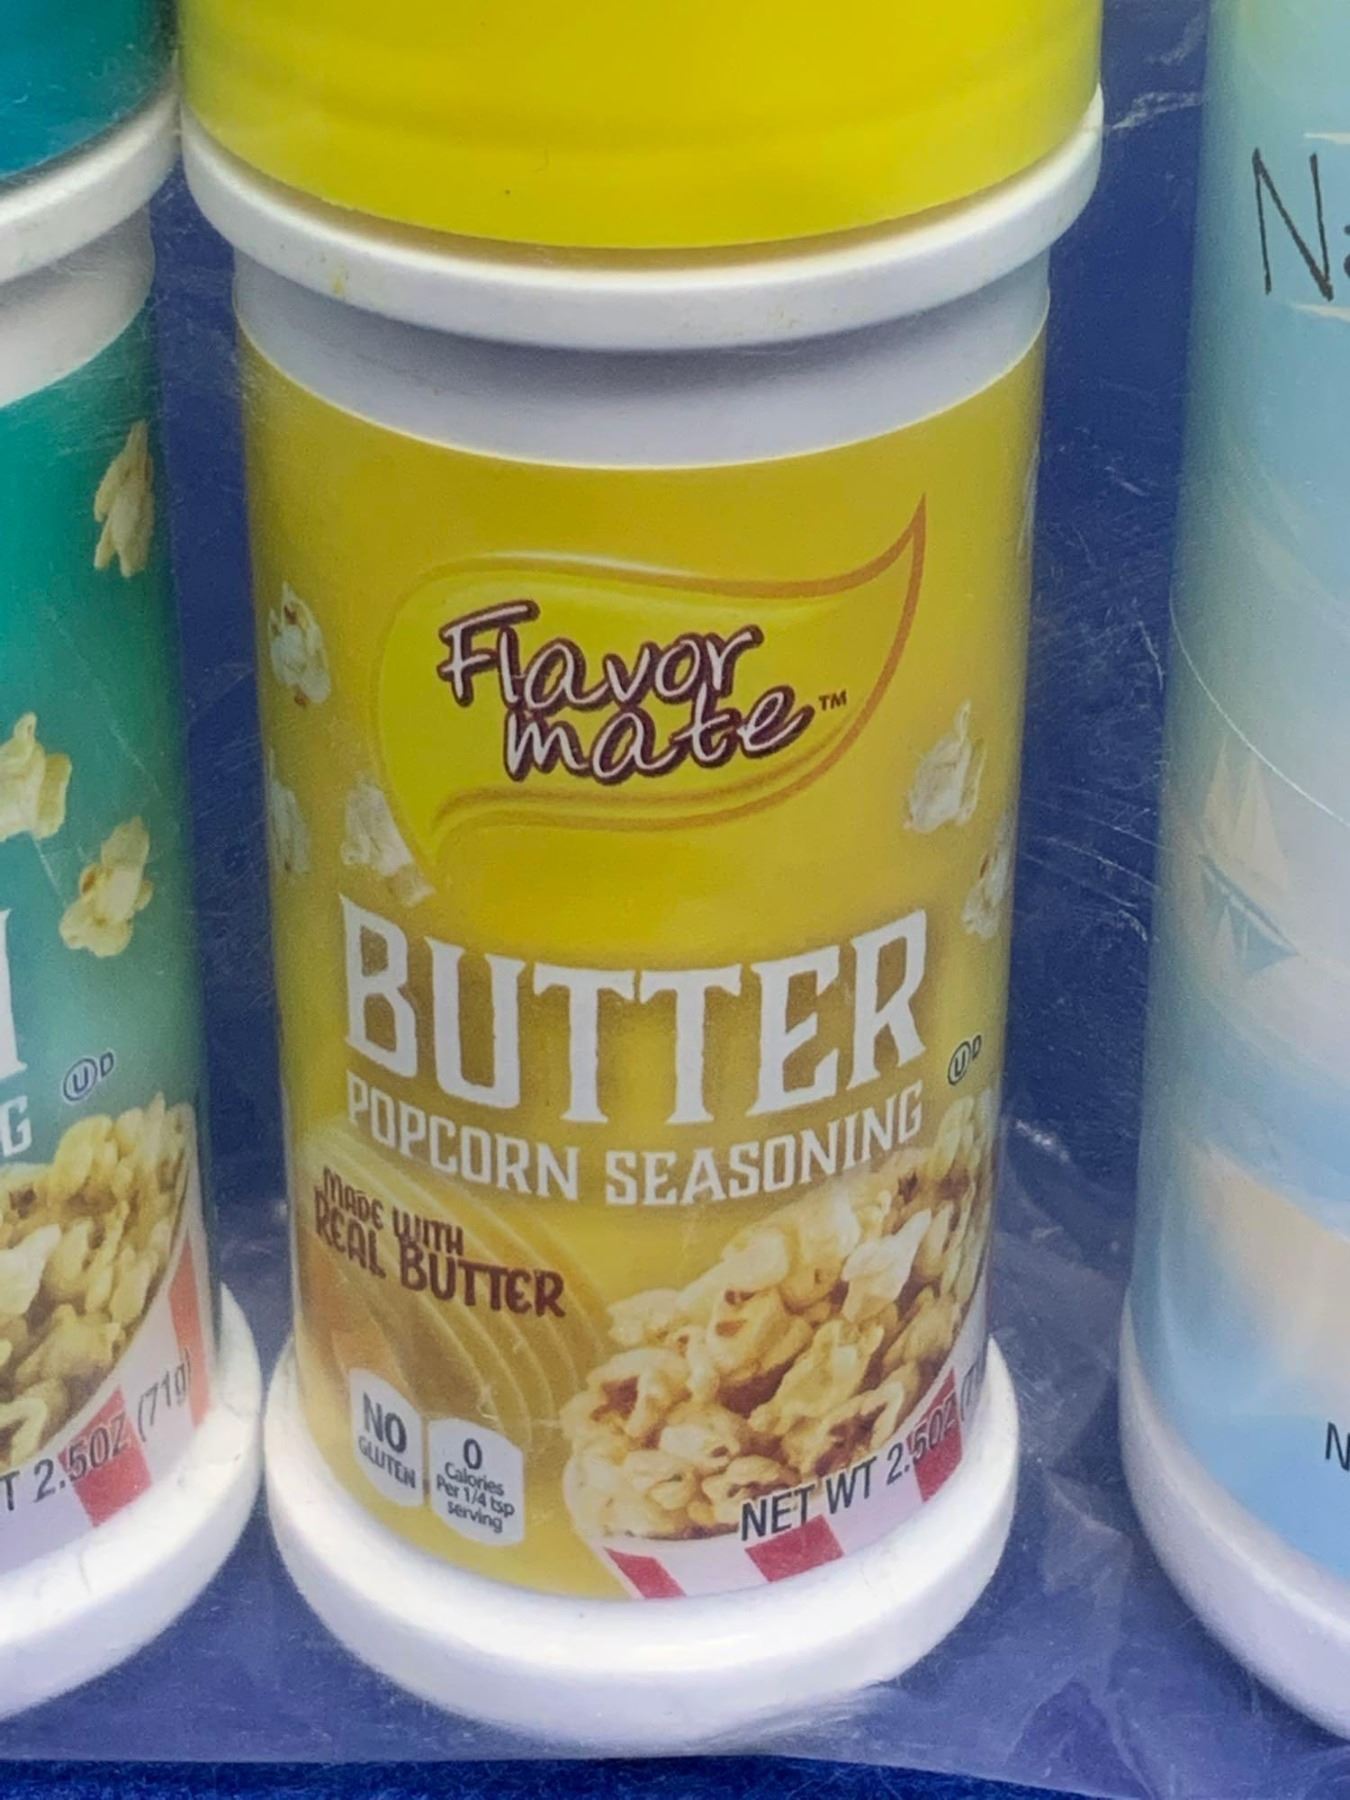 Flavor
mate™
BUTTER
POPCORN SEASONING
Ⓤ D
MADE WITH
REAL BUTTER
NO
GLUTEN
0
Calories
Per 1/4 tsp
serving
NET WT 2.5OZ
Ⓤ D
G
T 2.5OZ (71g)
Na
N